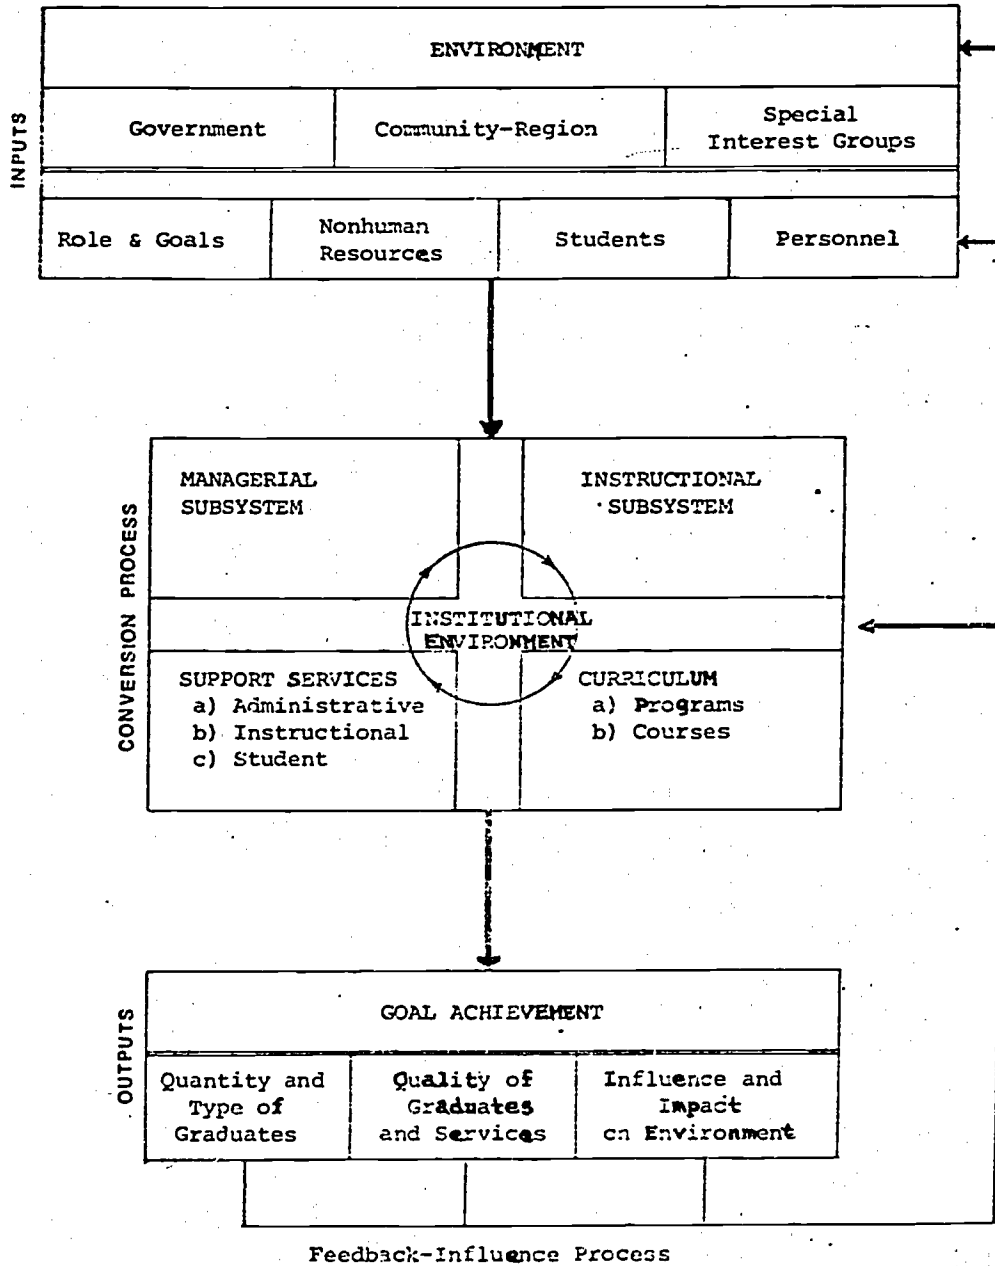 INPUTS
ENVIRONMENT
Government
Community-Region
Special
Interest Groups
Role & Goals
Nonhuman
Resources
Students
Personnel
CONVERSION PROCESS
MANAGERIAL
SUBSYSTEM
INSTRUCTIONAL
SUBSYSTEM
INSTITUTIONAL
ENVIRONMENT
SUPPORT SERVICES
a) Administrative
b) Instructional
c) Student
CURRICULUM
a) Programs
b) Courses
OUTPUTS
GOAL ACHIEVEMENT
Quantity and
Type of
Graduates
Quality of
Graduates
and Services
Influence and
Impact
on Environment
Feedback-Influence Process